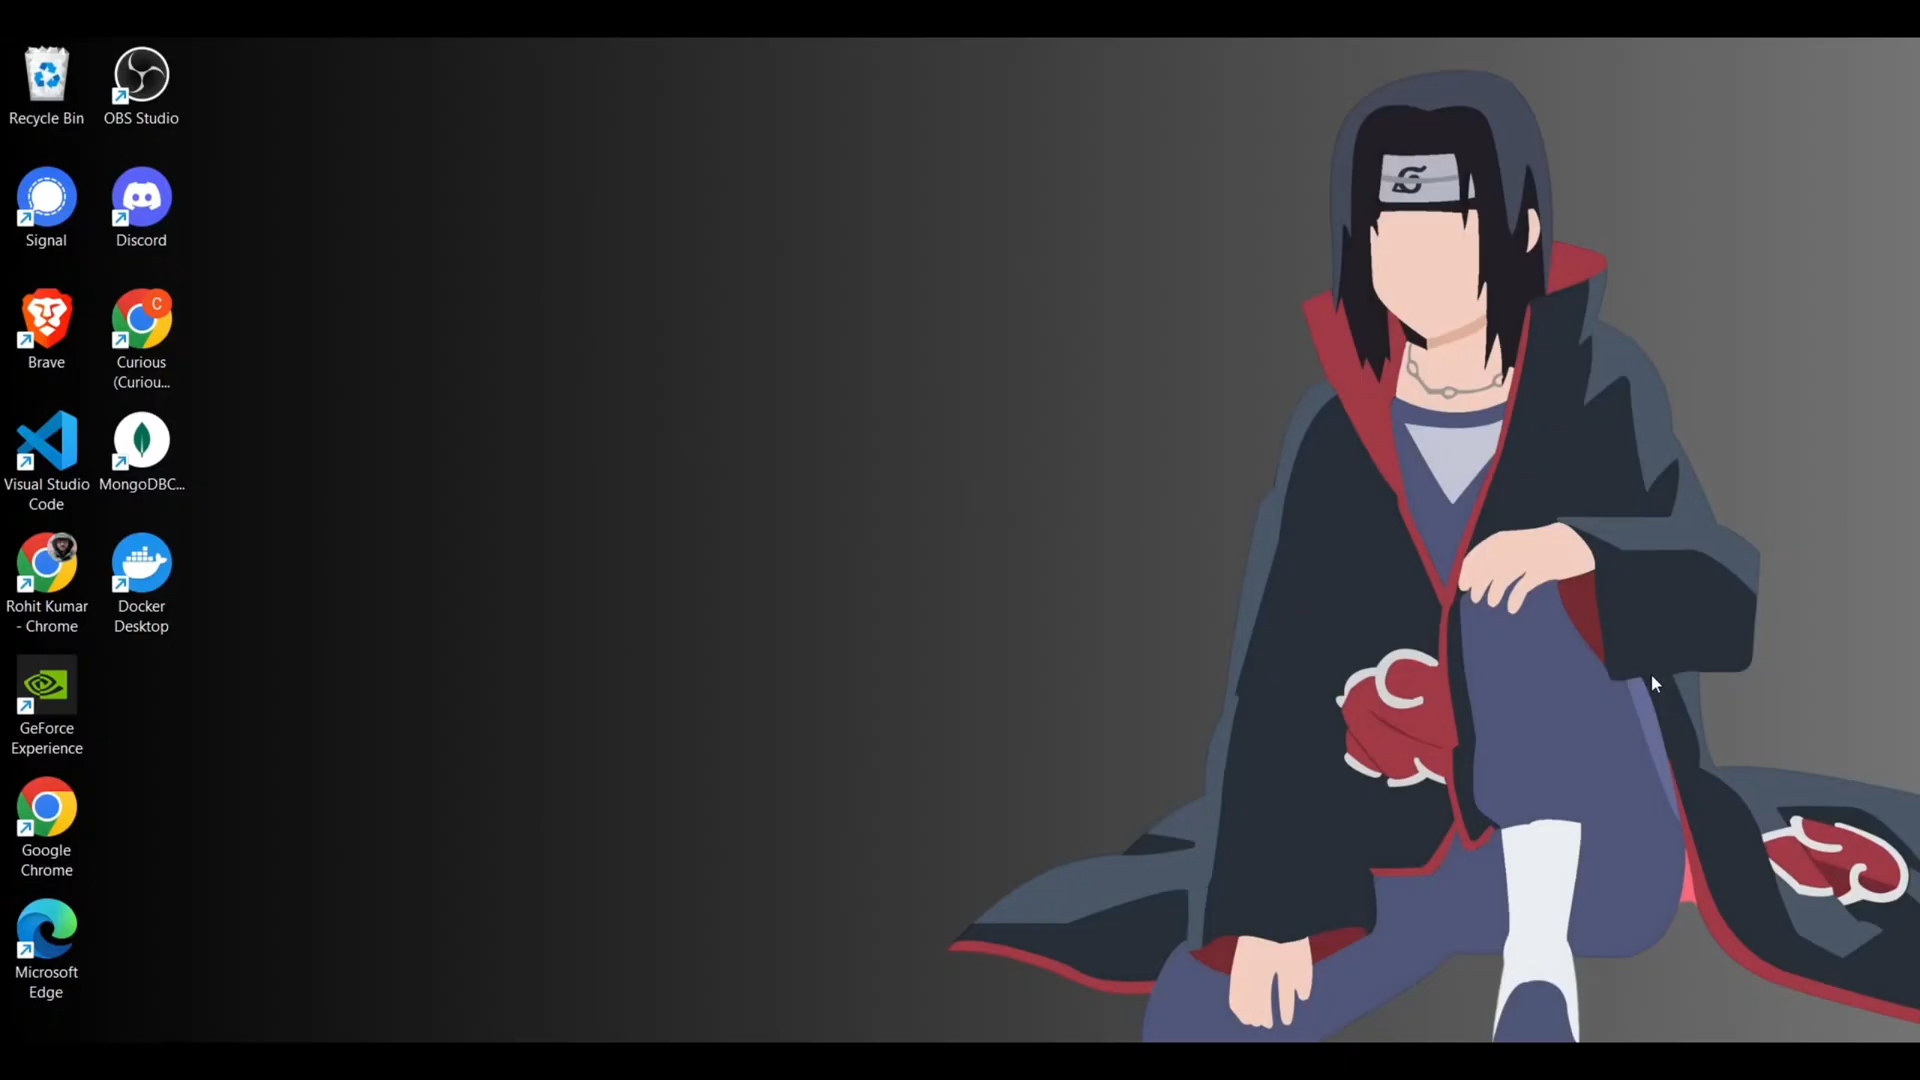 Recycle Bin
OBS Studio
Signal
Discord
Brave
C
Curious
(Curiou...
Visual Studio
Code
MongoDBC...
Rohit Kumar
- Chrome
Docker
Desktop
GeForce
Experience
Google
Chrome
Microsoft
Edge